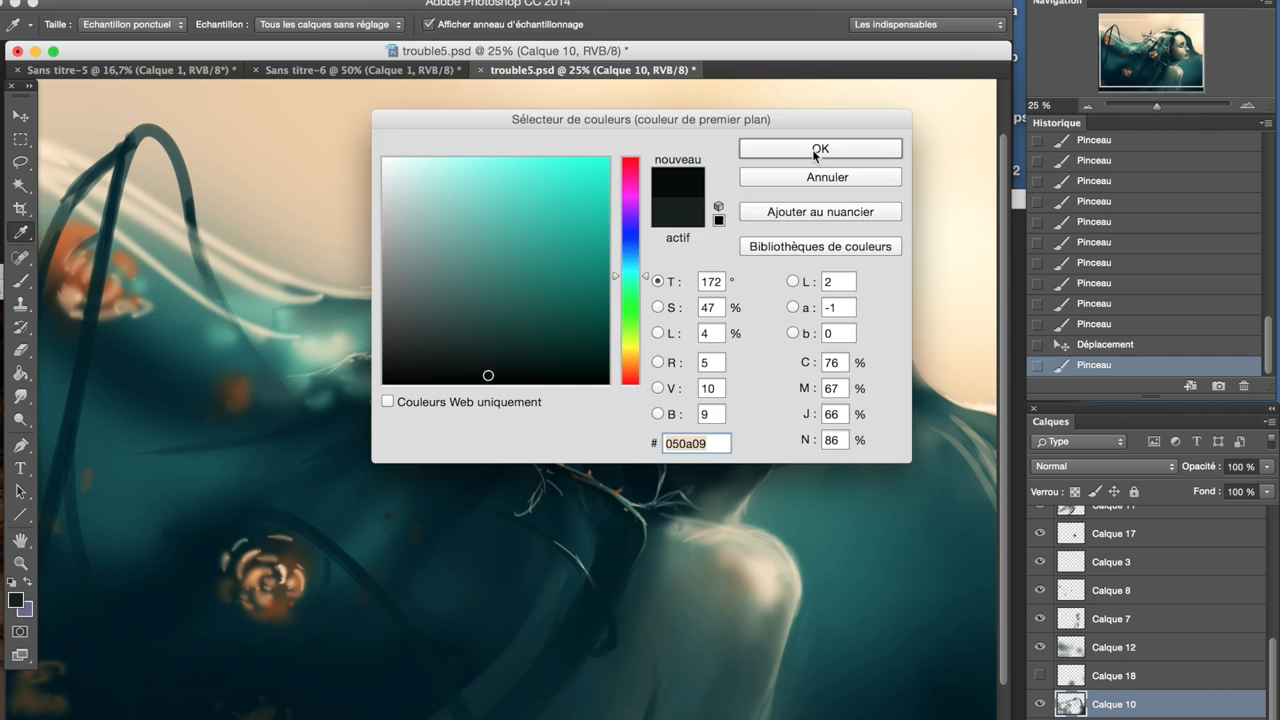 Adobe Photoshop CC 2014
Taille : Echantillon ponctuel Echantillon : Tous les calques sans réglage Afficher anneau d'échantillonnage Les indispensables
trouble5.psd @ 25% (Calque 10, RVB/8) *
× Sans titre-5 @ 16,7% (Calque 1, RVB/8*) * × Sans titre-6 @ 50% (Calque 1, RVB/8) * × trouble5.psd @ 25% (Calque 10, RVB/8) *
Sélecteur de couleurs (couleur de premier plan)
nouveau
actif
OK
Annuler
Ajouter au nuancier
Bibliothèques de couleurs
T : 172 ° L : 2
S : 47 % a : -1
L : 4 % b : 0
R : 5 C : 76 %
V : 10 M : 67 %
B : 9 J : 66 %
# 050a09 N : 86 %
Couleurs Web uniquement
Navigation
25 %
Historique
Pinceau
Pinceau
Pinceau
Pinceau
Pinceau
Pinceau
Pinceau
Pinceau
Pinceau
Pinceau
Déplacement
Pinceau
Calques
Type
Normal Opacité : 100 %
Verrou : Fond : 100 %
Calque 11
Calque 17
Calque 3
Calque 8
Calque 7
Calque 12
Calque 18
Calque 10